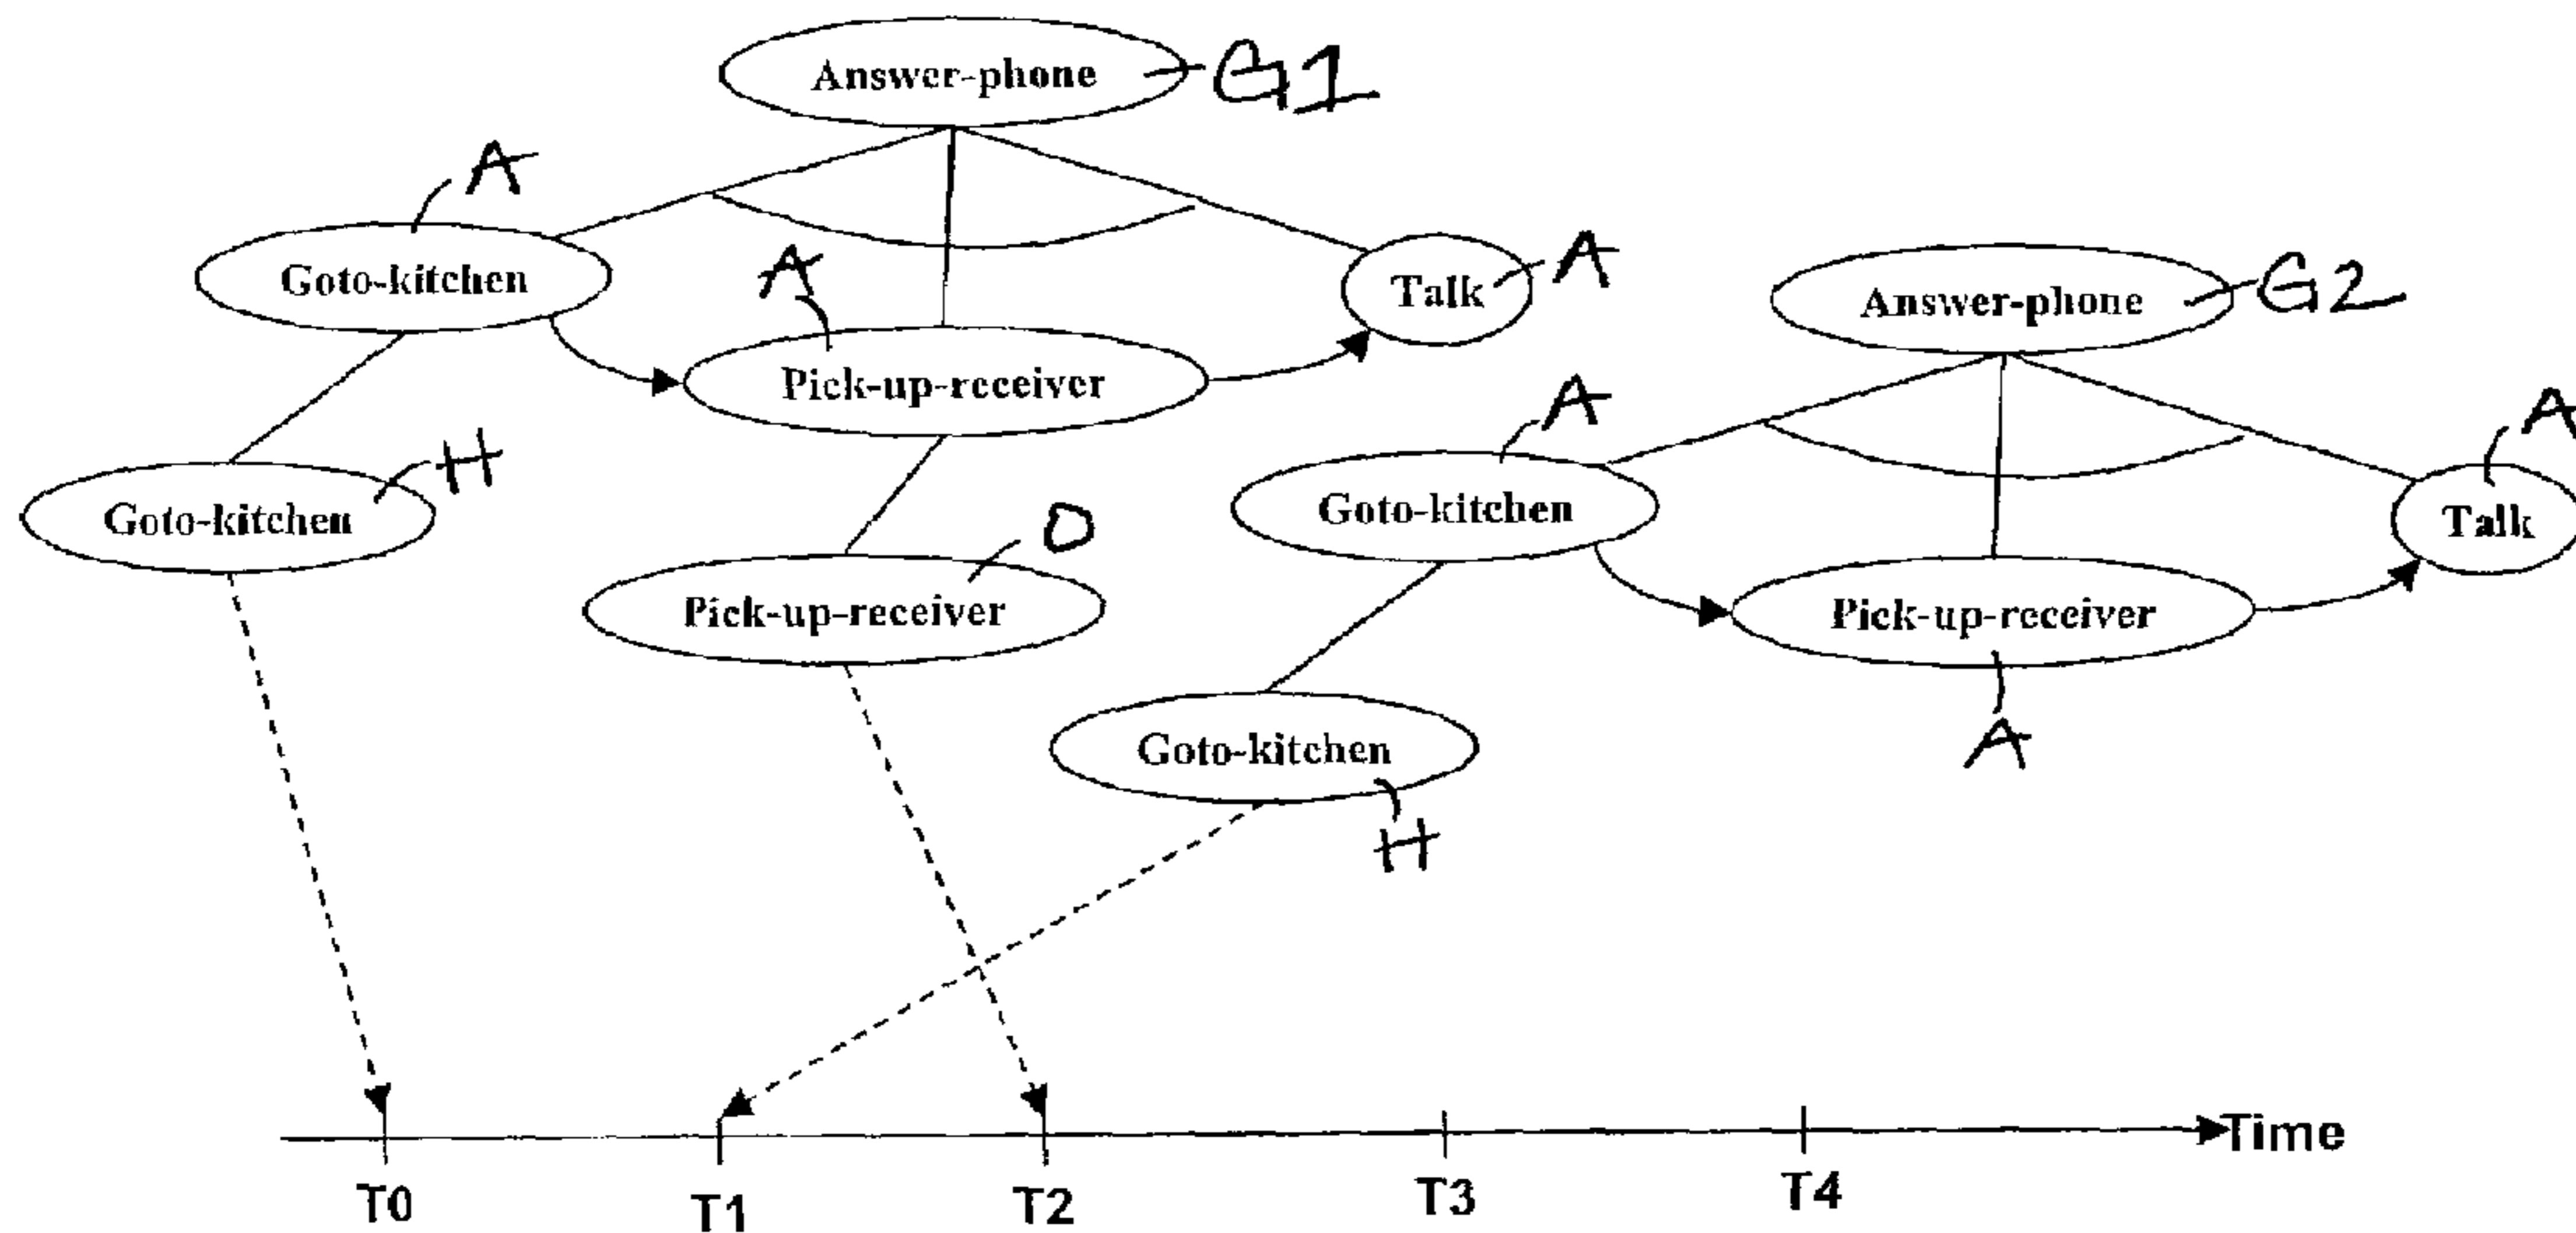 Answer-phone G1
A
Goto-kitchen
A
Talk A
Pick-up-receiver
Answer-phone G2
A
Goto-kitchen
A
Talk
Pick-up-receiver
A
H
Goto-kitchen
O
Pick-up-receiver
Goto-kitchen
H
Time
T0 T1 T2 T3 T4